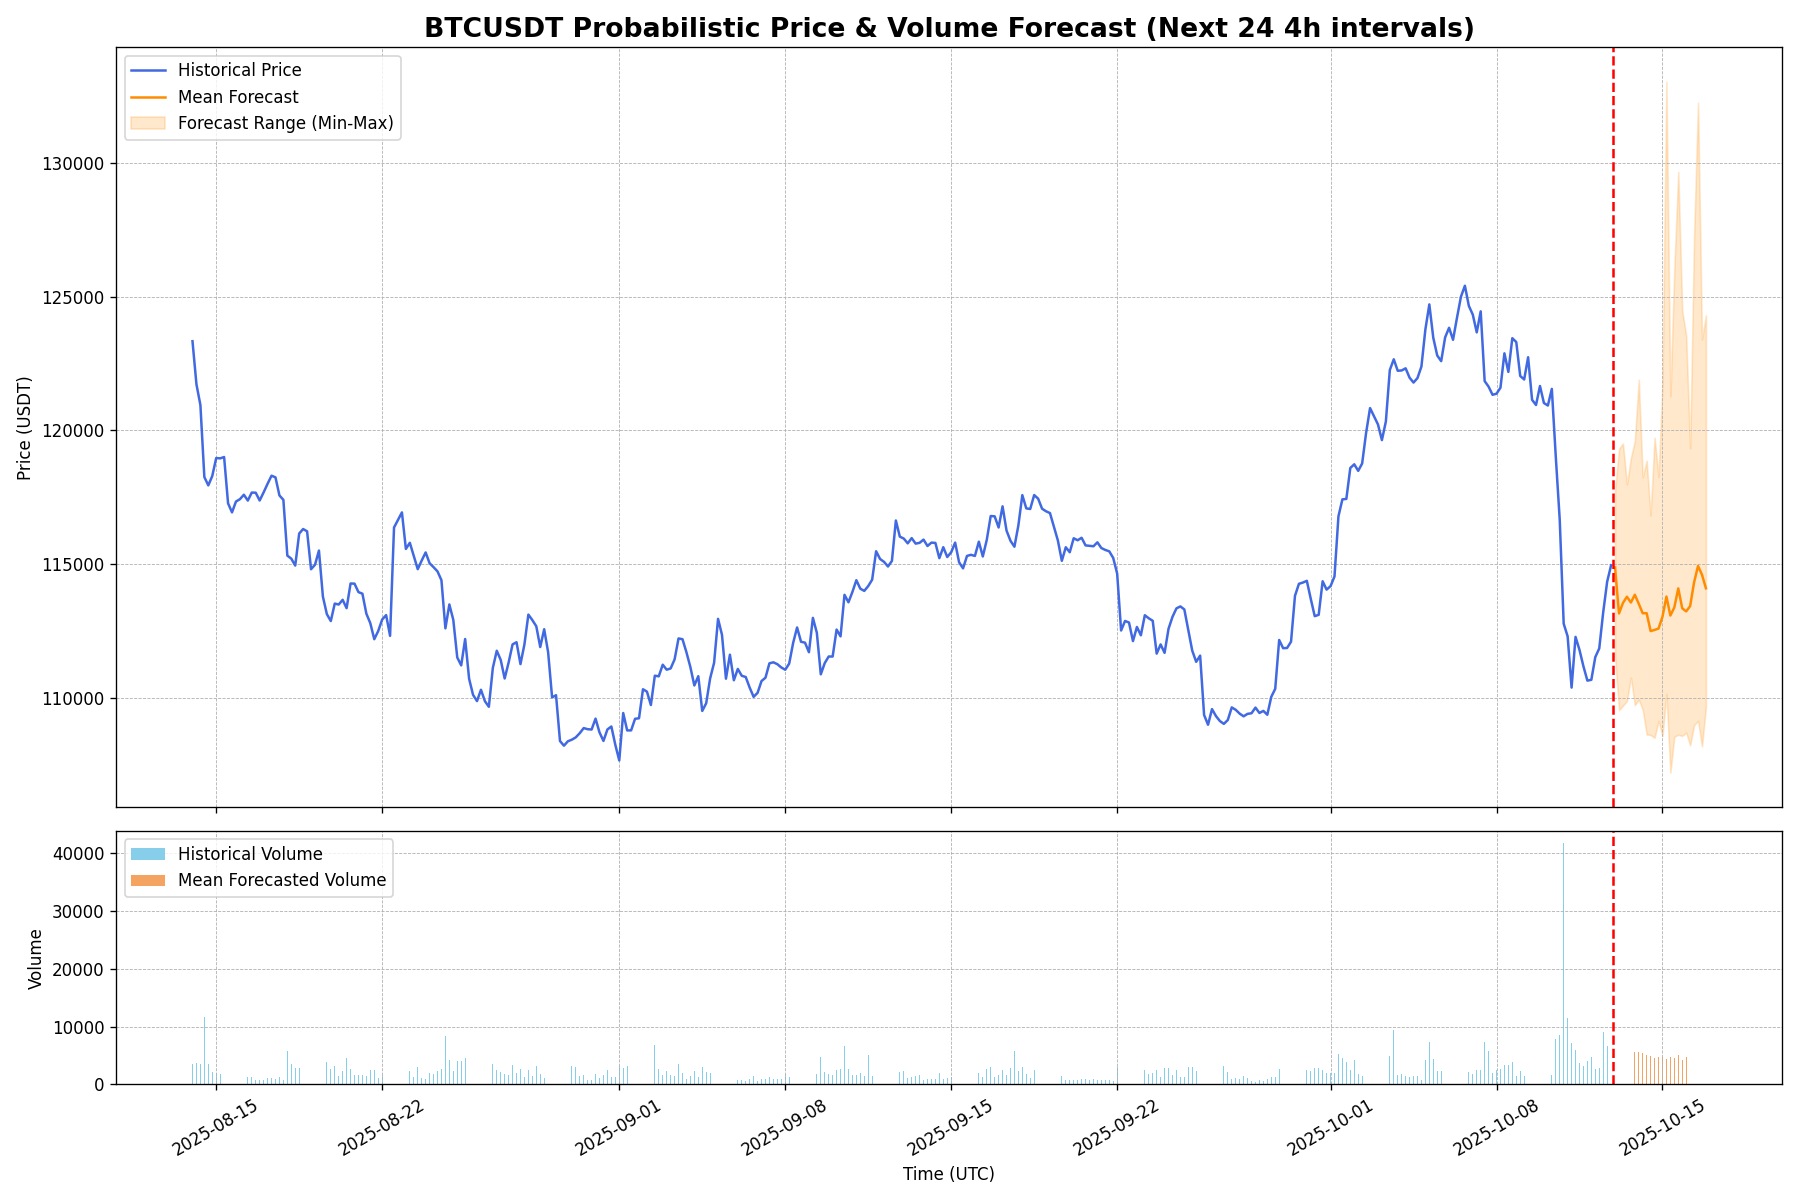 BTCUSDT Probabilistic Price & Volume Forecast (Next 24 4h intervals)
Historical Price
Mean Forecast
Forecast Range (Min-Max)
130000
125000
120000
115000
110000
Price (USDT)
Historical Volume
Mean Forecasted Volume
40000
30000
20000
10000
0
Volume
2025-08-15
2025-08-22
2025-09-01
2025-09-08
2025-09-15
2025-09-22
2025-10-01
2025-10-08
2025-10-15
Time (UTC)